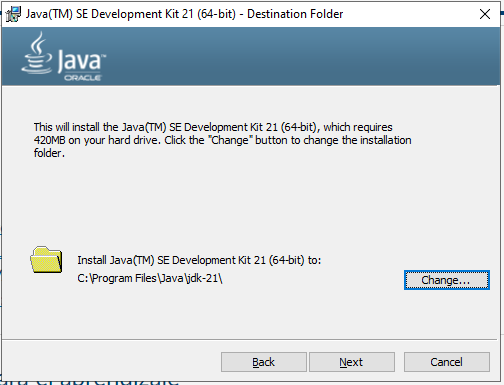 Java(TM) SE Development Kit 21 (64-bit) - Destination Folder
Java
ORACLE
This will install the Java(TM) SE Development Kit 21 (64-bit), which requires
420MB on your hard drive. Click the "Change" button to change the installation
folder.
Install Java(TM) SE Development Kit 21 (64-bit) to:
C:\Program Files\Java\jdk-21\
Change...
Back
Next
Cancel